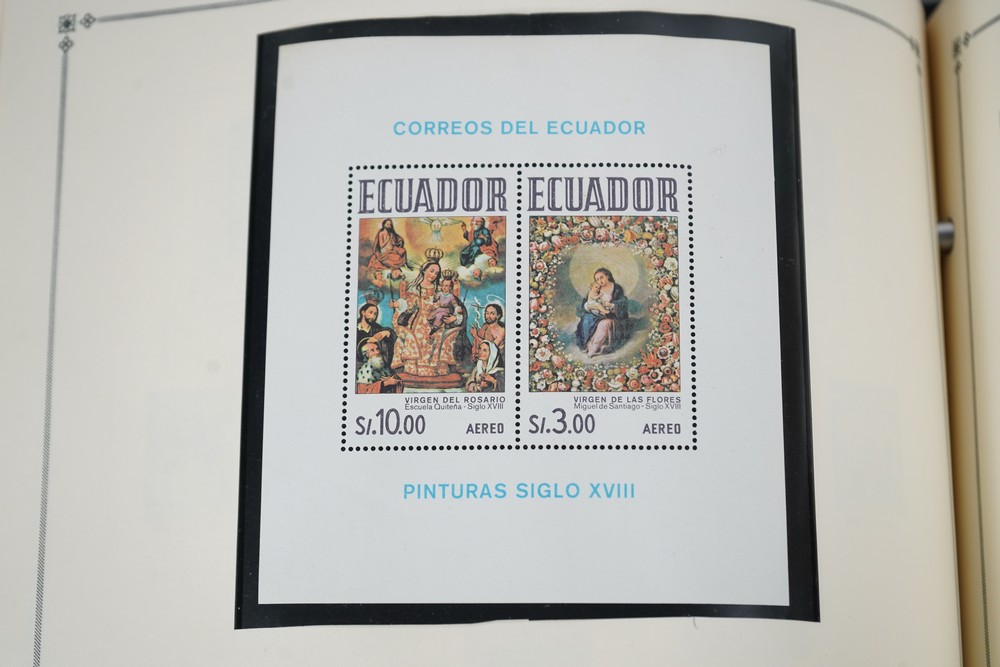 CORREOS DEL ECUADOR
ECUADOR
VIRGEN DEL ROSARIO
Escuela Quiteña - Siglo XVIII
S/.10.00 AEREO
ECUADOR
VIRGEN DE LAS FLORES
Miguel de Santiago - Siglo XVIII
S/.3.00 AEREO
PINTURAS SIGLO XVIII